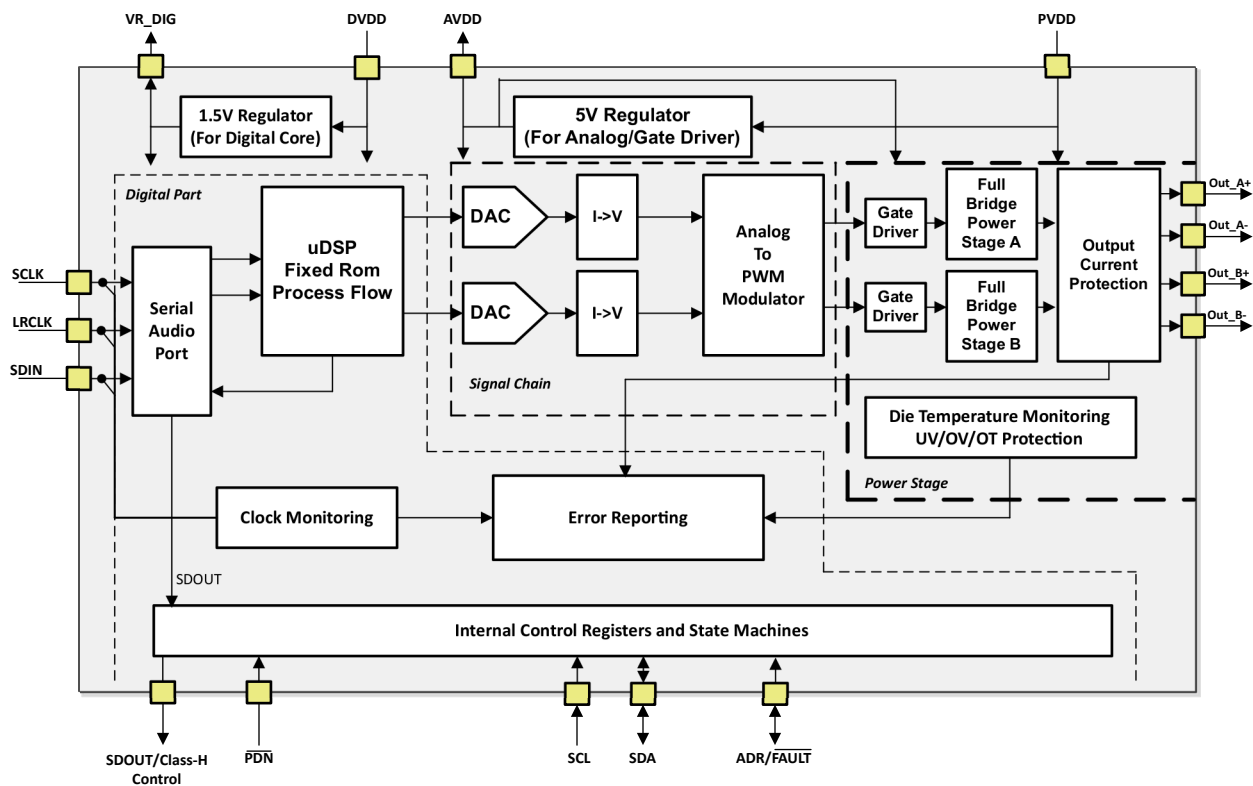 VR_DIG
DVDD
AVDD
PVDD
1.5V Regulator
(For Digital Core)
5V Regulator
(For Analog/Gate Driver)
Digital Part
uDSP
Fixed Rom
Process Flow
Serial
Audio
Port
SCLK
LRCLK
SDIN
DAC
I->V
DAC
I->V
Analog
To
PWM
Modulator
Signal Chain
Gate
Driver
Full
Bridge
Power
Stage A
Gate
Driver
Full
Bridge
Power
Stage B
Output
Current
Protection
Out_A+
Out_A-
Out_B+
Out_B-
Die Temperature Monitoring
UV/OV/OT Protection
Power Stage
Clock Monitoring
Error Reporting
SDOUT
Internal Control Registers and State Machines
SDOUT/Class-H
Control
PDN
SCL
SDA
ADR/FAULT